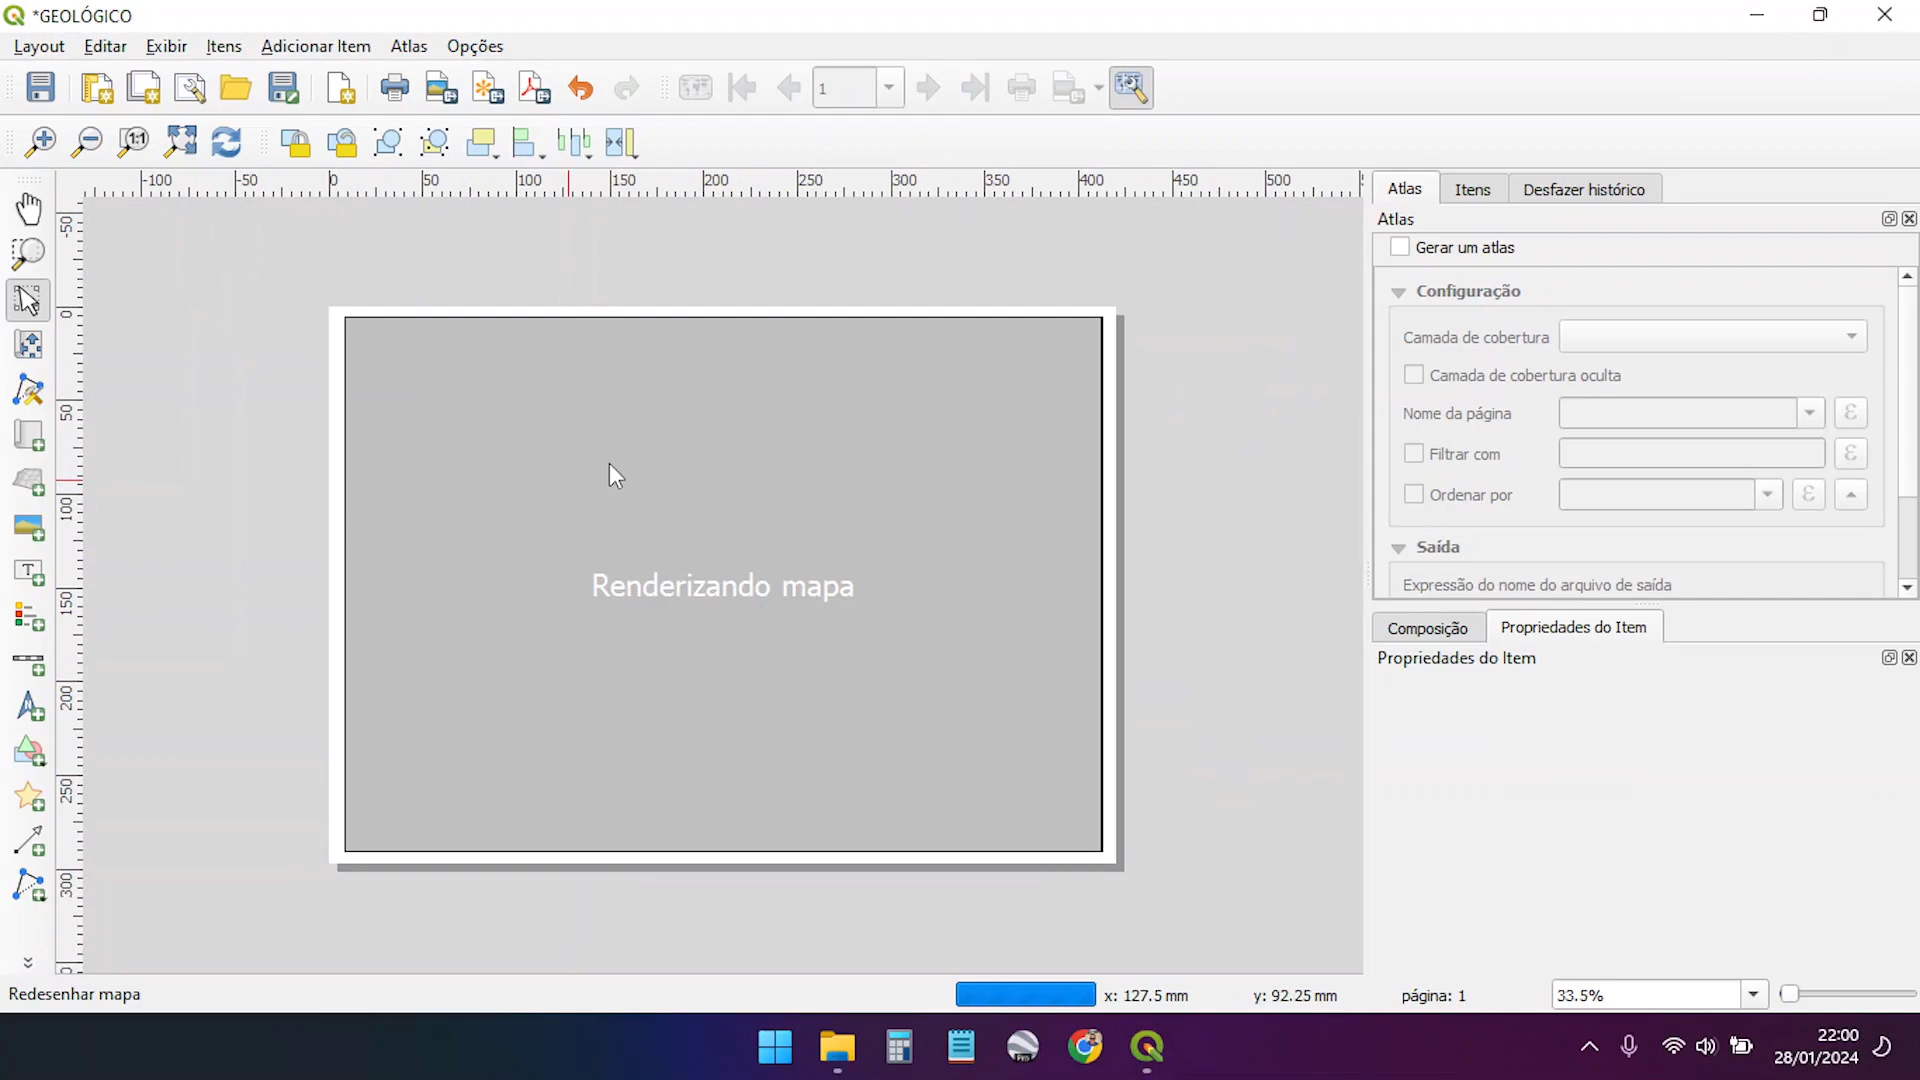 *GEOLÓGICO
Layout Editar Exibir Itens Adicionar Item Atlas Opções
1
1:1
-100 -50 0 50 100 150 200 250 300 350 400 450 500
-50
0
50
100
150
200
250
300
Atlas Itens Desfazer histórico
Atlas
Gerar um atlas
Configuração
Camada de cobertura
Camada de cobertura oculta
Nome da página
Filtrar com
Ordenar por
Saída
Expressão do nome do arquivo de saída
Renderizando mapa
Composição Propriedades do Item
Propriedades do Item
Redesenhar mapa
x: 127.5 mm y: 92.25 mm página: 1 33.5%
Pro
22:00
28/01/2024